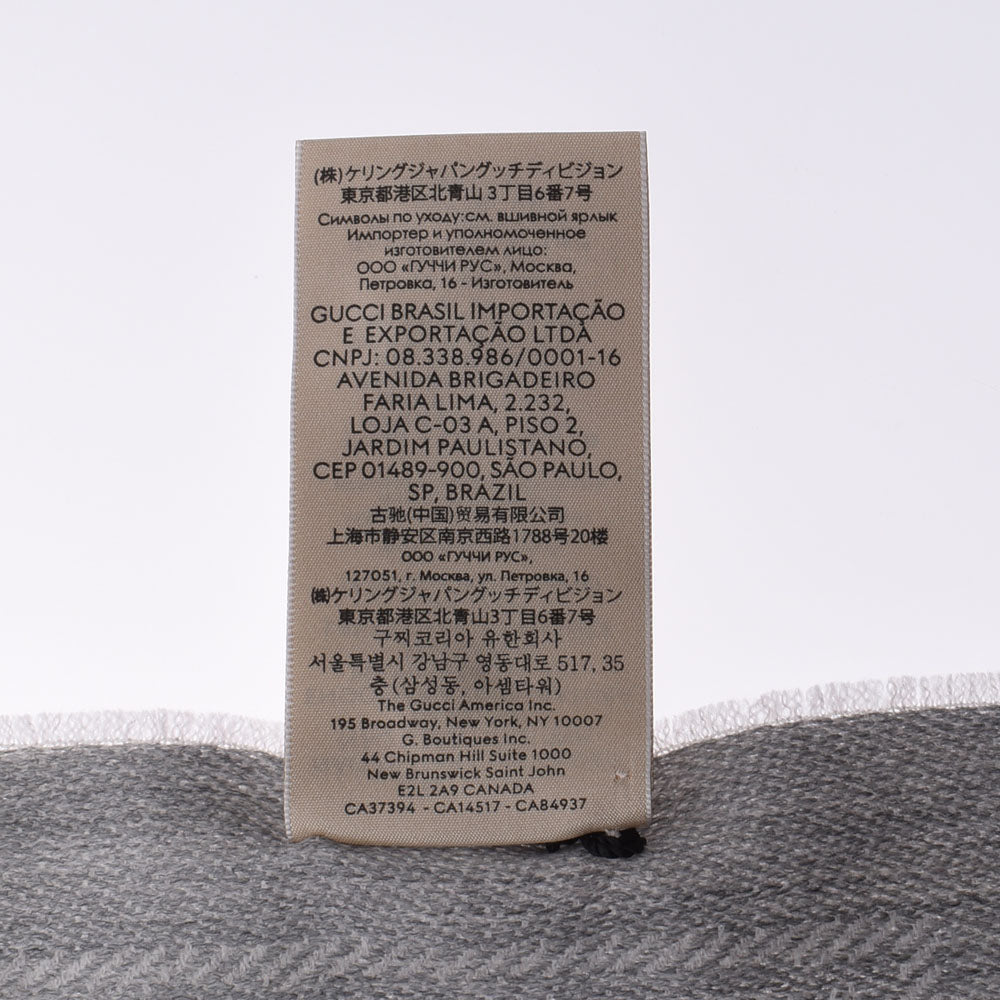 (株)ケリングジャパングッチディビジョン
東京都港区北青山 3丁目6番7号
Символы по уходу:см. вшивной ярлык
Импортер и уполномоченное
изготовителем лицо:
ООО «ГУЧЧИ РУС», Москва,
Петровка, 16 - Изготовитель
GUCCI BRASIL IMPORTAÇÃO
E EXPORTAÇÃO LTDA
CNPJ: 08.338.986/0001-16
AVENIDA BRIGADEIRO
FARIA LIMA, 2.232,
LOJA C-03 A, PISO 2,
JARDIM PAULISTANO,
CEP 01489-900, SÃO PAULO,
SP, BRAZIL
古驰(中国)贸易有限公司
上海市静安区南京西路1788号20楼
ООО «ГУЧЧИ РУС»,
127051, г. Москва, ул. Петровка, 16
㈱ケリングジャパングッチディビジョン
東京都港区北青山3丁目6番7号
구찌코리아 유한회사
서울특별시 강남구 영동대로 517, 35
층 (삼성동, 아셈타워)
The Gucci America Inc.
195 Broadway, New York, NY 10007
G. Boutiques Inc.
44 Chipman Hill Suite 1000
New Brunswick Saint John
E2L 2A9 CANADA
CA37394 - CA14517 - CA84937